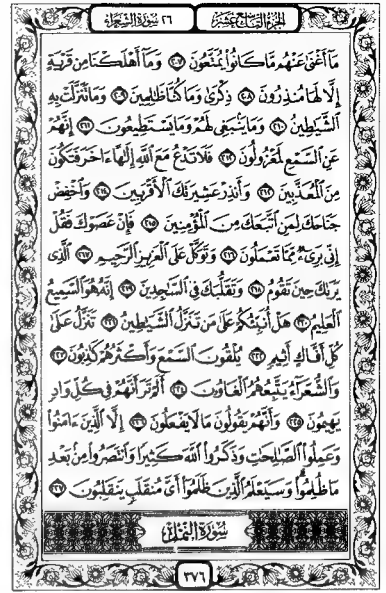 الجزء التاسع عشر ٢٦ سورة الشعراء
مَآ أَغۡنَىٰ عَنۡهُم مَّا كَانُواْ يُمَتَّعُونَ ٢٠٧ وَمَآ أَهۡلَكۡنَا مِن قَرۡيَةٍ
إِلَّا لَهَا مُنذِرُونَ ٢٠٨ ذِكۡرَىٰ وَمَا كُنَّا ظَٰلِمِينَ ٢٠٩ وَمَا تَنَزَّلَتۡ بِهِ
ٱلشَّيَٰطِينُ ٢١٠ وَمَا يَنۢبَغِي لَهُمۡ وَمَا يَسۡتَطِيعُونَ ٢١١ إِنَّهُمۡ
عَنِ ٱلسَّمۡعِ لَمَعۡزُولُونَ ٢١٢ فَلَا تَدۡعُ مَعَ ٱللَّهِ إِلَٰهًا ءَاخَرَ فَتَكُونَ
مِنَ ٱلۡمُعَذَّبِينَ ٢١٣ وَأَنذِرۡ عَشِيرَتَكَ ٱلۡأَقۡرَبِينَ ٢١٤ وَٱخۡفِضۡ
جَنَاحَكَ لِمَنِ ٱتَّبَعَكَ مِنَ ٱلۡمُؤۡمِنِينَ ٢١٥ فَإِنۡ عَصَوۡكَ فَقُلۡ
إِنِّي بَرِيٓءٞ مِّمَّا تَعۡمَلُونَ ٢١٦ وَتَوَكَّلۡ عَلَى ٱلۡعَزِيزِ ٱلرَّحِيمِ ٢١٧ ٱلَّذِي
يَرَىٰكَ حِينَ تَقُومُ ٢١٨ وَتَقَلُّبَكَ فِي ٱلسَّٰجِدِينَ ٢١٩ إِنَّهُۥ هُوَ ٱلسَّمِيعُ
ٱلۡعَلِيمُ ٢٢٠ هَلۡ أُنَبِّئُكُمۡ عَلَىٰ مَن تَنَزَّلُ ٱلشَّيَٰطِينُ ٢٢١ تَنَزَّلُ عَلَىٰ
كُلِّ أَفَّاكٍ أَثِيمٖ ٢٢٢ يُلۡقُونَ ٱلسَّمۡعَ وَأَكۡثَرُهُمۡ كَٰذِبُونَ ٢٢٣
وَٱلشُّعَرَآءُ يَتَّبِعُهُمُ ٱلۡغَاوُۥنَ ٢٢٤ أَلَمۡ تَرَ أَنَّهُمۡ فِي كُلِّ وَادٖ
يَهِيمُونَ ٢٢٥ وَأَنَّهُمۡ يَقُولُونَ مَا لَا يَفۡعَلُونَ ٢٢٦ إِلَّا ٱلَّذِينَ ءَامَنُواْ
وَعَمِلُواْ ٱلصَّٰلِحَٰتِ وَذَكَرُواْ ٱللَّهَ كَثِيرٗا وَٱنتَصَرُواْ مِنۢ بَعۡدِ
مَا ظُلِمُواْۗ وَسَيَعۡلَمُ ٱلَّذِينَ ظَلَمُوٓاْ أَيَّ مُنقَلَبٖ يَنقَلِبُونَ ٢٢٧
سورة النمل
٣٧٦